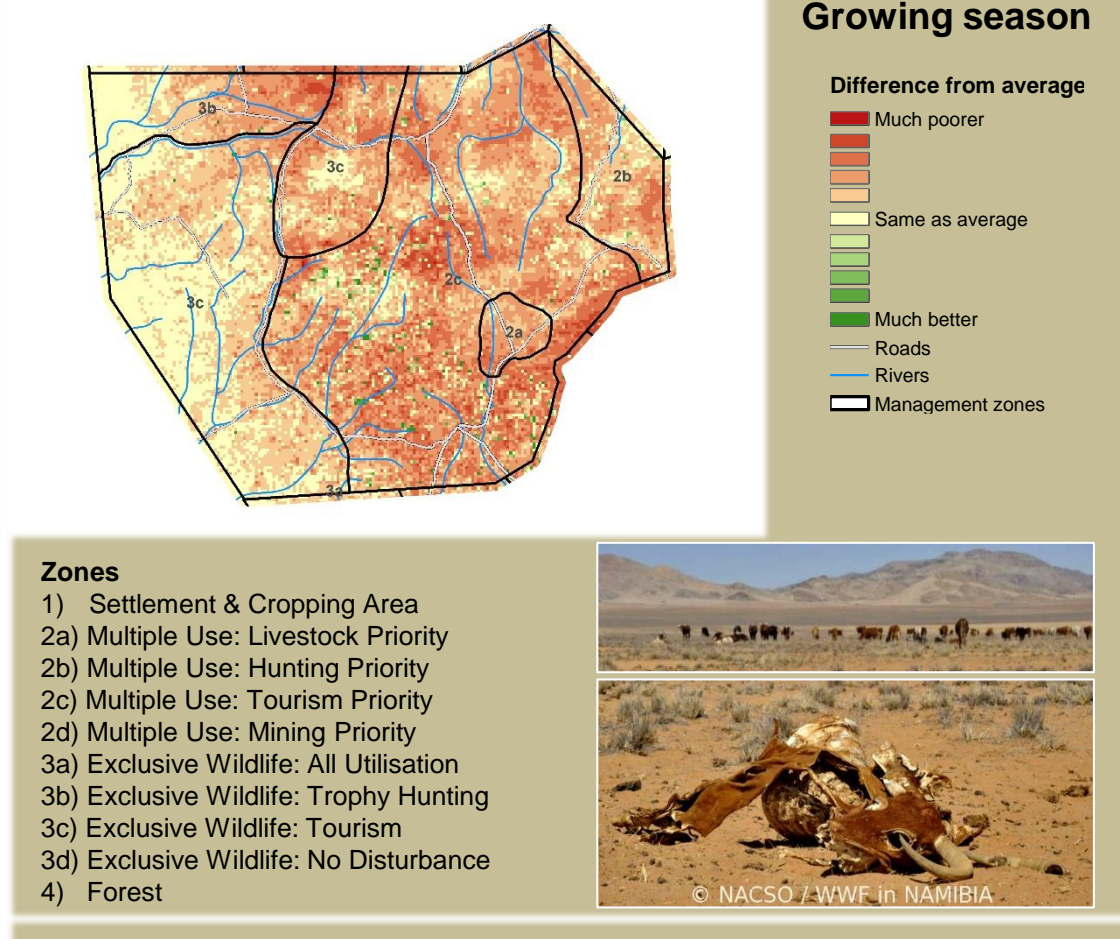 Growing season
Difference from average
Much poorer
Same as average
Much better
Roads
Rivers
Management zones
3b
3c
2b
2c
3c
2a
3a
Zones
1) Settlement & Cropping Area
2a) Multiple Use: Livestock Priority
2b) Multiple Use: Hunting Priority
2c) Multiple Use: Tourism Priority
2d) Multiple Use: Mining Priority
3a) Exclusive Wildlife: All Utilisation
3b) Exclusive Wildlife: Trophy Hunting
3c) Exclusive Wildlife: Tourism
3d) Exclusive Wildlife: No Disturbance
4) Forest
© NACSO / WWF in NAMIBIA